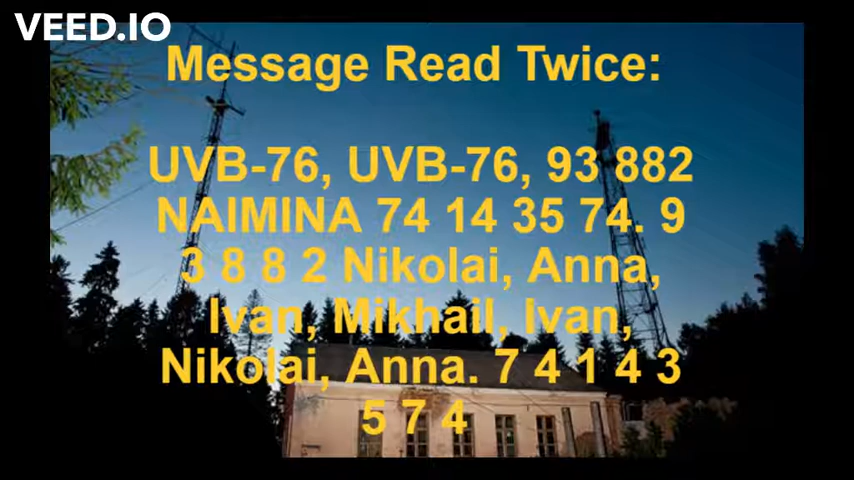 VEED.IO
Message Read Twice:
UVB-76, UVB-76, 93 882
NAIMINA 74 14 35 74. 9
3 8 8 2 Nikolai, Anna,
Ivan, Mikhail, Ivan,
Nikolai, Anna. 7 4 1 4 3
5 7 4